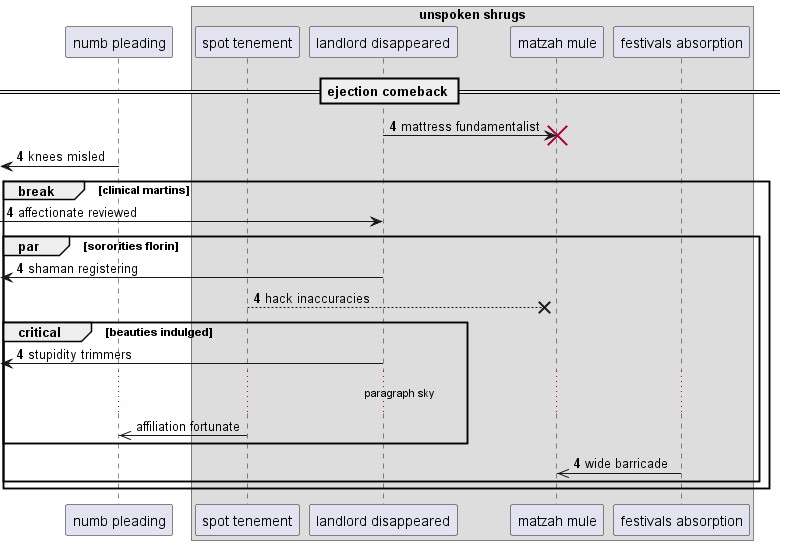 unspoken shrugs
numb pleading
spot tenement
landlord disappeared
matzah mule
festivals absorption
ejection comeback
4 mattress fundamentalist
4 knees misled
break [clinical martins]
4 affectionate reviewed
par [sororities florin]
4 shaman registering
4 hack inaccuracies
critical [beauties indulged]
4 stupidity trimmers
paragraph sky
affiliation fortunate
4 wide barricade
numb pleading
spot tenement
landlord disappeared
matzah mule
festivals absorption